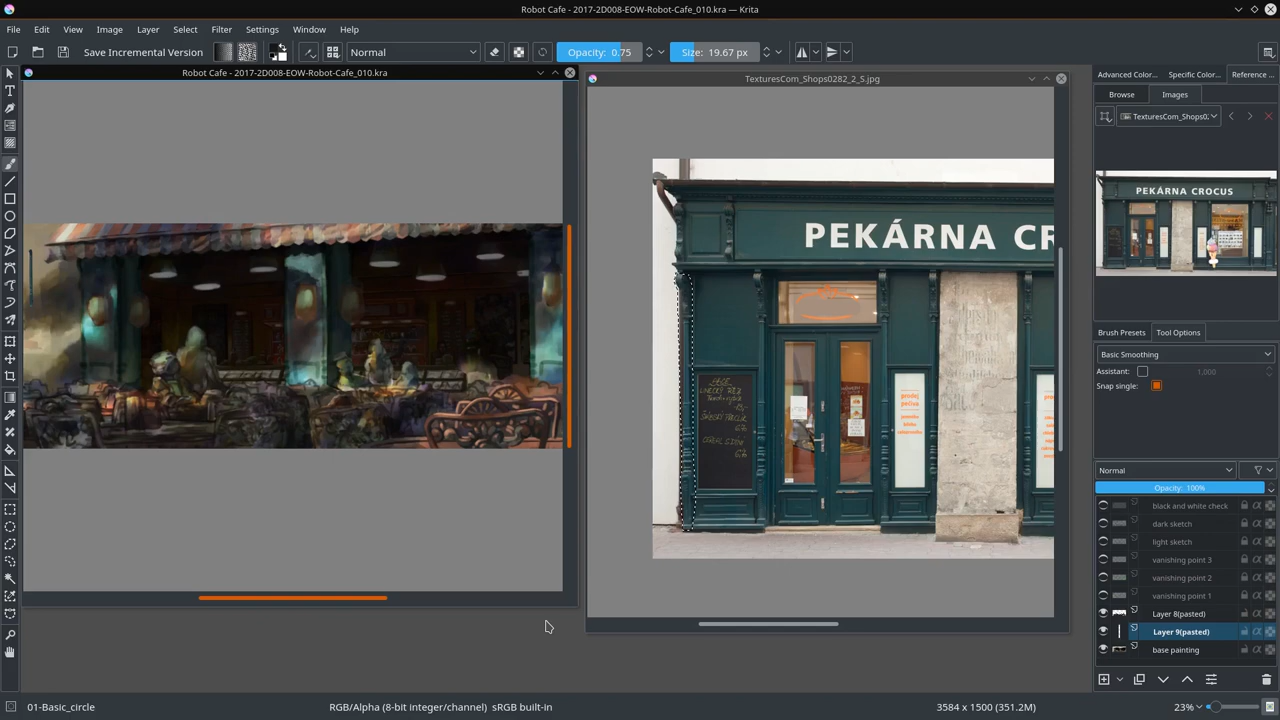 Robot Cafe - 2017-2D008-EOW-Robot-Cafe_010.kra — Krita
File Edit View Image Layer Select Filter Settings Window Help
Save Incremental Version Normal Opacity: 0.75 Size: 19.67 px
Robot Cafe - 2017-2D008-EOW-Robot-Cafe_010.kra
TexturesCom_Shops0282_2_S.jpg
PEKÁRNA CR
prodej
pečiva
Advanced Color... Specific Color... Reference ...
Browse Images
TexturesCom_Shops0:
PEKÁRNA CROCUS
Brush Presets Tool Options
Basic Smoothing
Assistant: 1,000
Snap single:
Normal
Opacity: 100%
black and white check
dark sketch
light sketch
vanishing point 3
vanishing point 2
vanishing point 1
Layer 8(pasted)
Layer 9(pasted)
base painting
01-Basic_circle RGB/Alpha (8-bit integer/channel) sRGB built-in 3584 x 1500 (351.2M) 23%